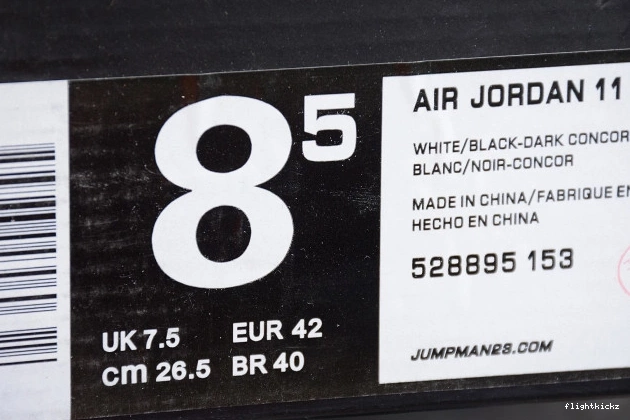 8 5
UK 7.5 EUR 42
cm 26.5 BR 40
AIR JORDAN 11
WHITE/BLACK-DARK CONCOR
BLANC/NOIR-CONCOR
MADE IN CHINA/FABRIQUE EN
HECHO EN CHINA
528895 153
JUMPMAN23.COM
flightkickz